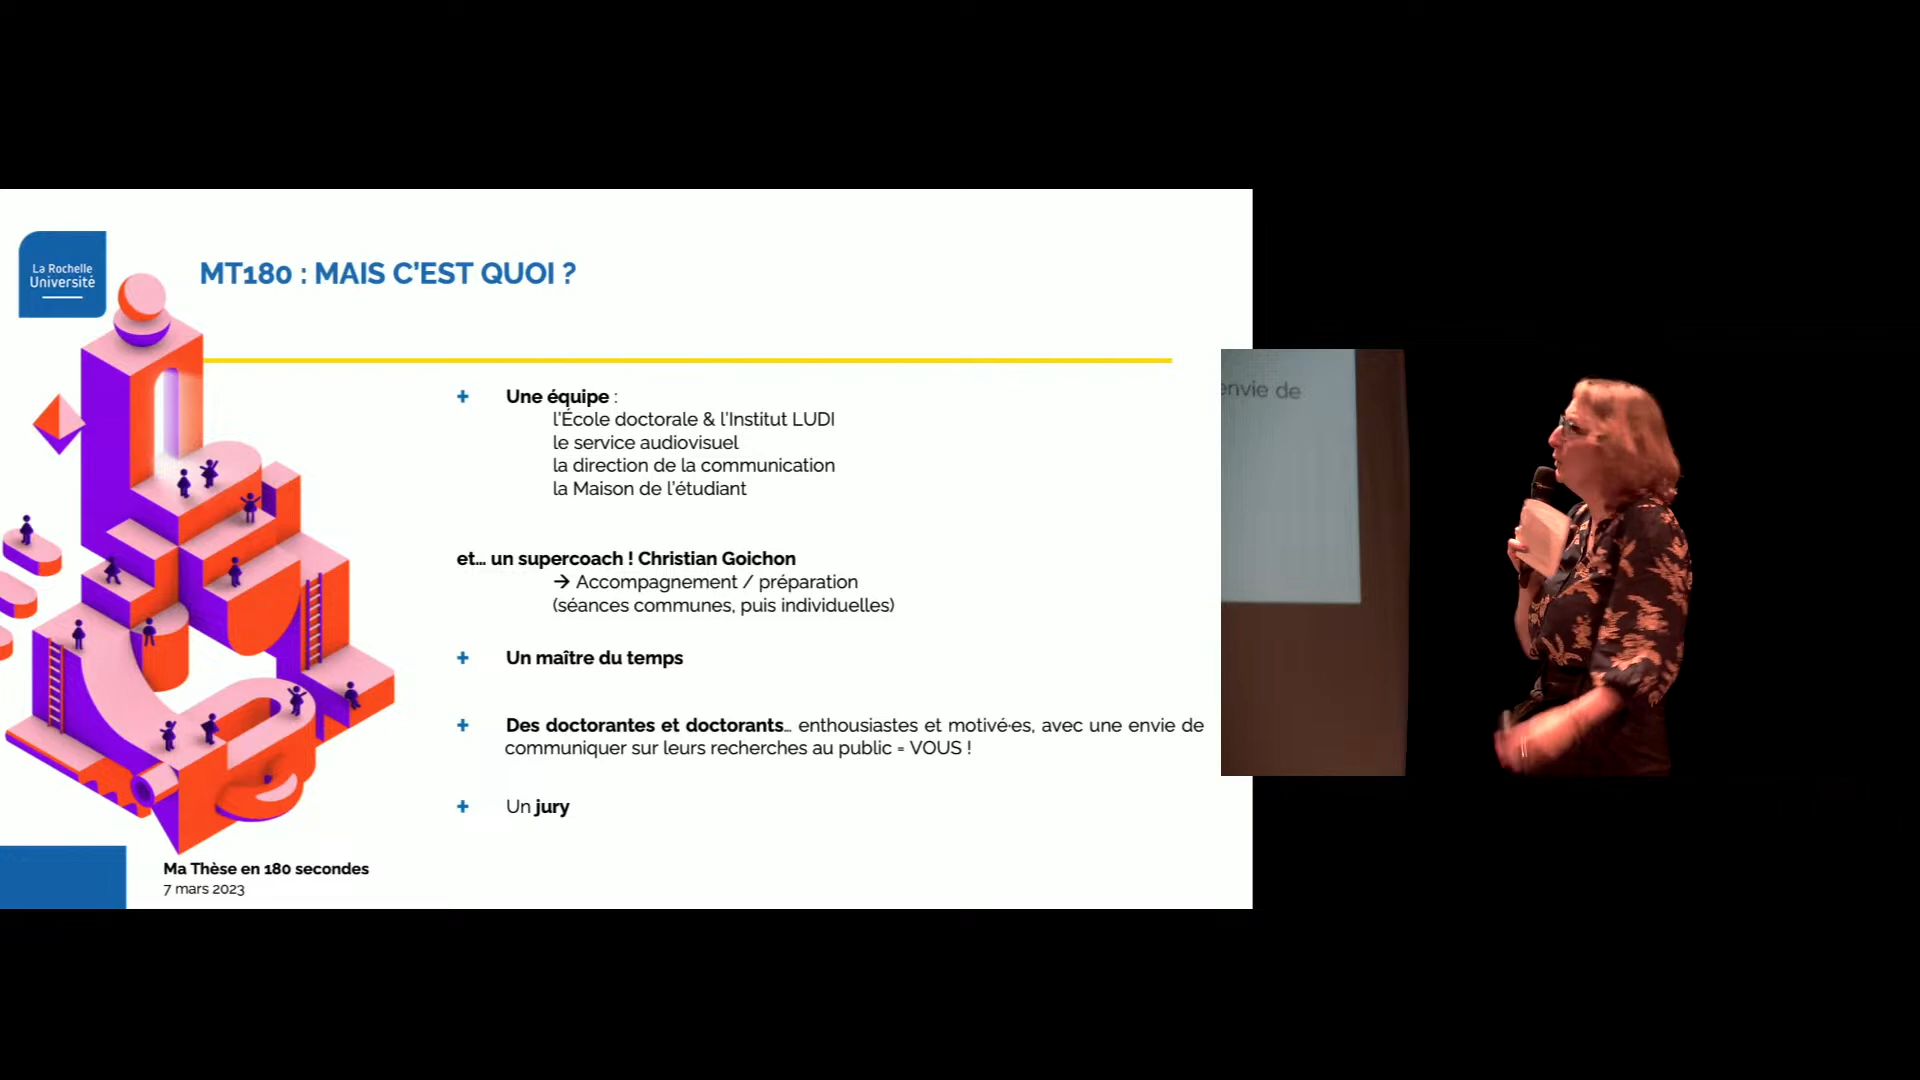 La Rochelle
Université
MT180 : MAIS C'EST QUOI ?
+ Une équipe :
l'École doctorale & l'Institut LUDI
le service audiovisuel
la direction de la communication
la Maison de l'étudiant
et… un supercoach ! Christian Goichon
→ Accompagnement / préparation
(séances communes, puis individuelles)
+ Un maître du temps
+ Des doctorantes et doctorants… enthousiastes et motivé·es, avec une envie de
communiquer sur leurs recherches au public = VOUS !
+ Un jury
Ma Thèse en 180 secondes
7 mars 2023
envie de